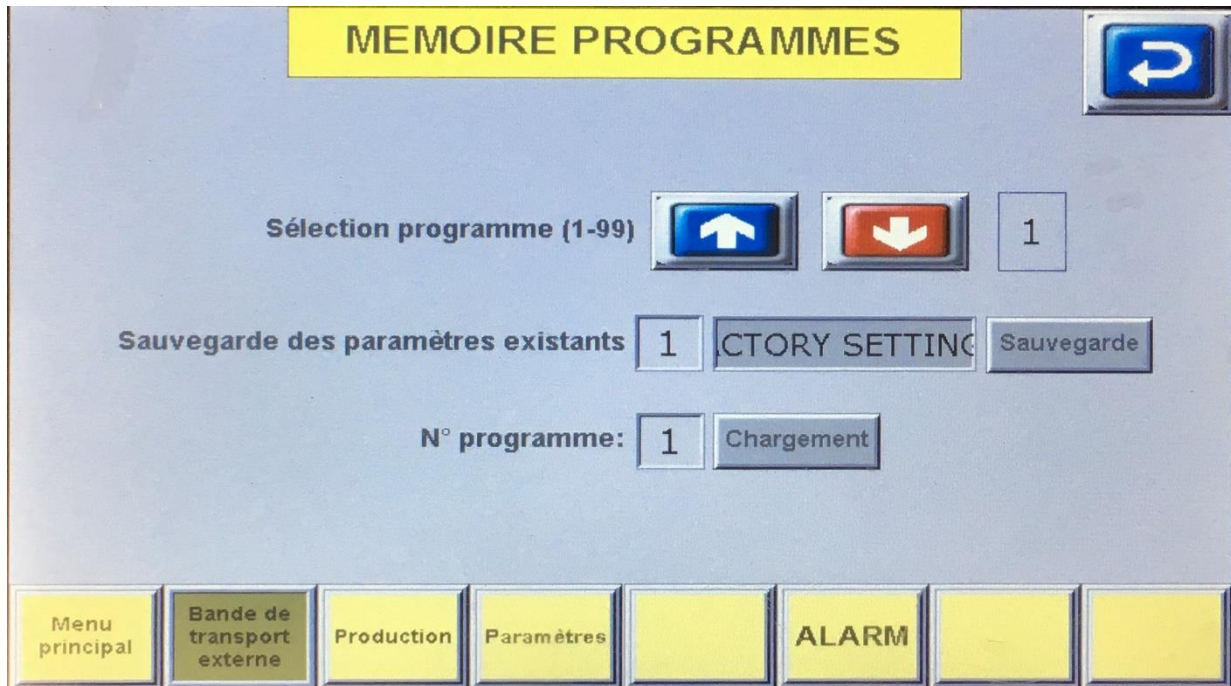 MEMOIRE PROGRAMMES
Sélection programme (1-99)
1
Sauvegarde des paramètres existants
1
CTORY SETTING
Sauvegarde
N° programme:
1
Chargement
Menu
principal
Bande de
transport
externe
Production
Paramètres
ALARM